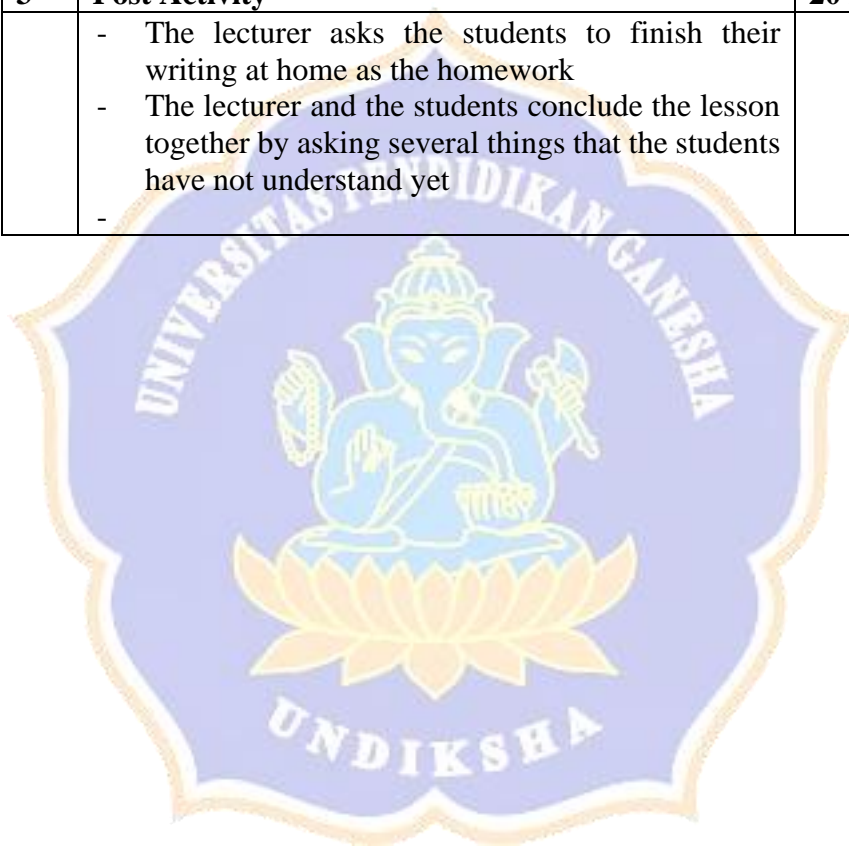 3 Post Activity 20
- The lecturer asks the students to finish their
writing at home as the homework
- The lecturer and the students conclude the lesson
together by asking several things that the students
have not understand yet
-
UNIVERSITAS PENDIDIKAN GANESHA
UNDIKSHA